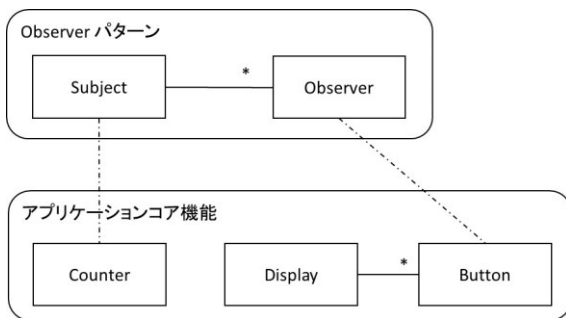 Observer パターン
Subject
*
Observer
アプリケーションコア機能
Counter
Display
*
Button